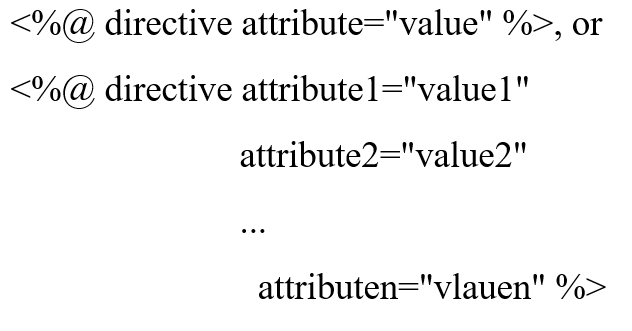 <%@ directive attribute="value" %>, or
<%@ directive attribute1="value1"
attribute2="value2"
...
attributen="vlauen" %>